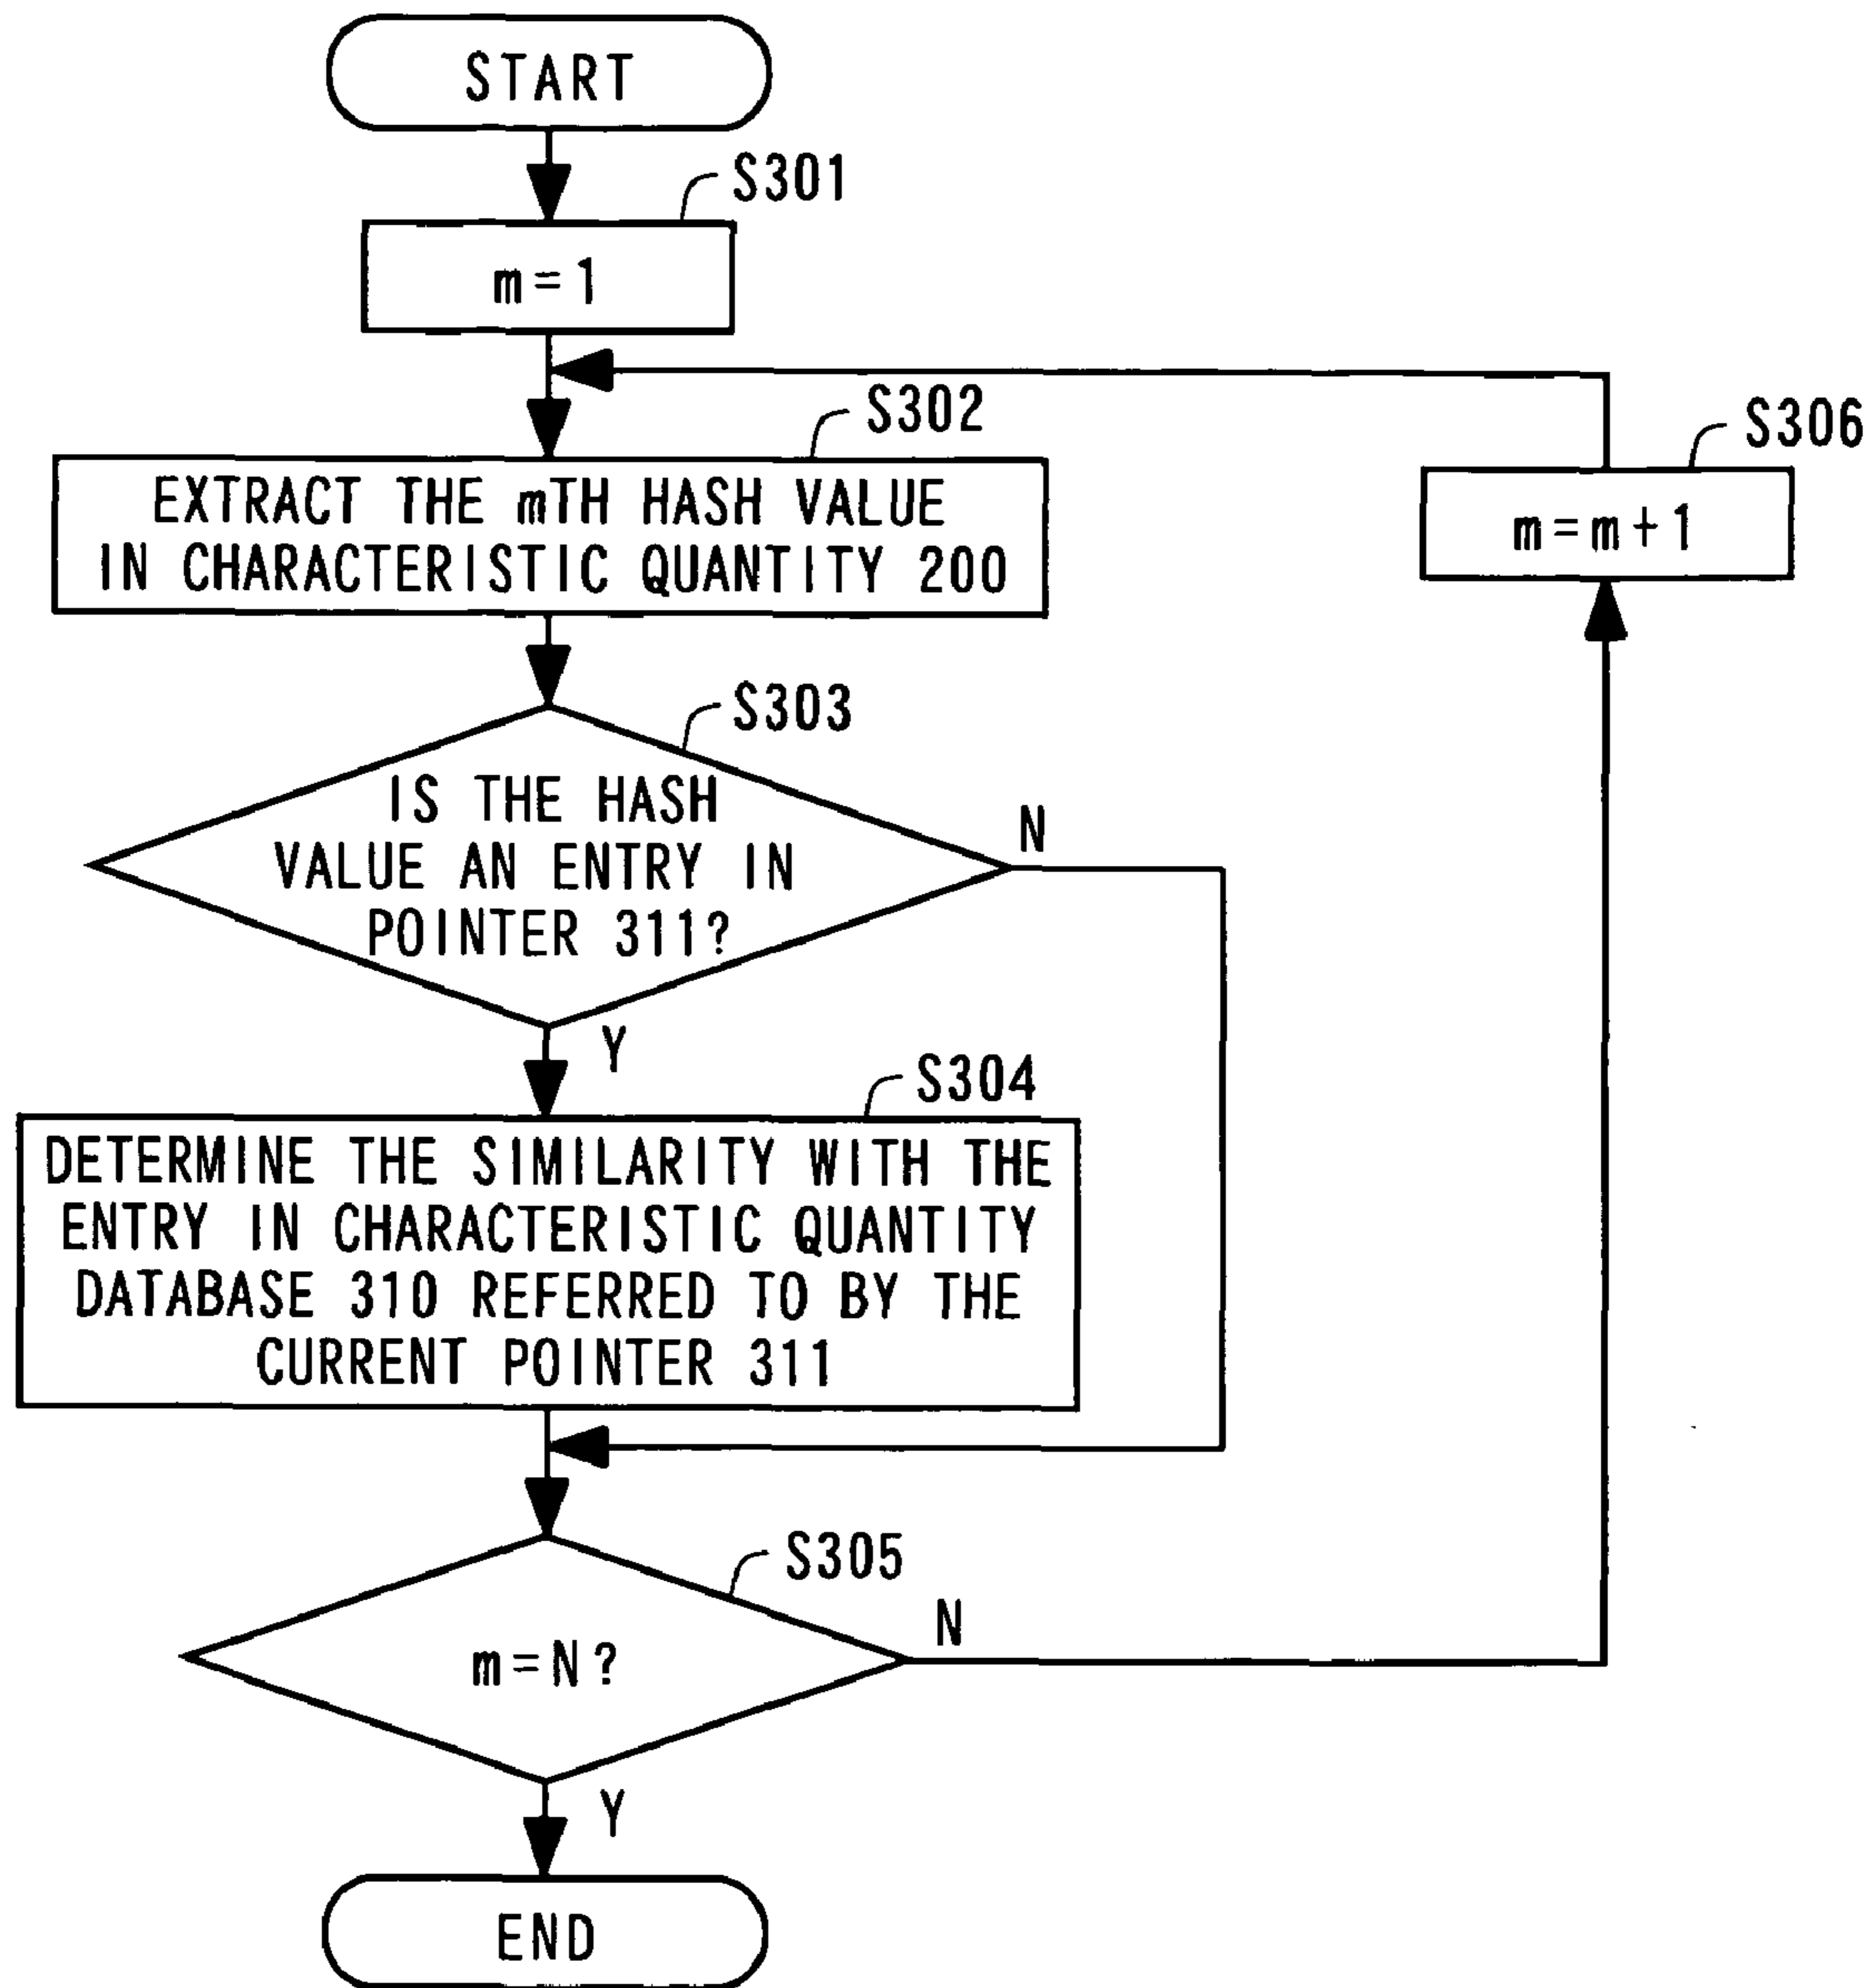 START
S301
m=1
S302
EXTRACT THE mTH HASH VALUE
IN CHARACTERISTIC QUANTITY 200
S306
m=m+1
S303
IS THE HASH
VALUE AN ENTRY IN
POINTER 311?
N
Y
S304
DETERMINE THE SIMILARITY WITH THE
ENTRY IN CHARACTERISTIC QUANTITY
DATABASE 310 REFERRED TO BY THE
CURRENT POINTER 311
S305
m=N?
N
Y
END